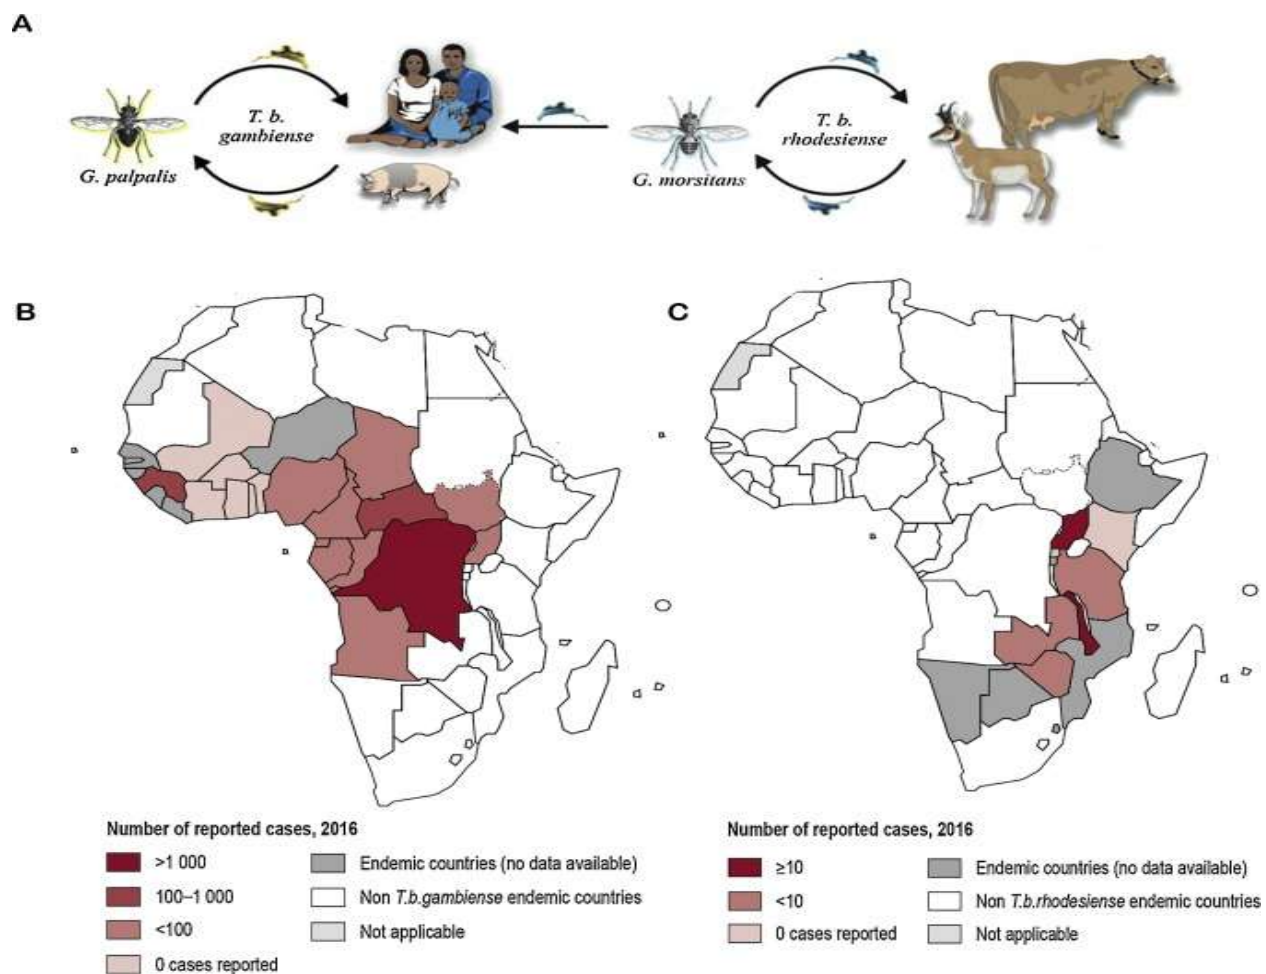 A
T. b.
gambiense
G. palpalis
T. b.
rhodesiense
G. morsitans
B
C
Number of reported cases, 2016
>1 000
100–1 000
<100
0 cases reported
Endemic countries (no data available)
Non T.b.gambiense endemic countries
Not applicable
Number of reported cases, 2016
≥10
<10
0 cases reported
Endemic countries (no data available)
Non T.b.rhodesiense endemic countries
Not applicable